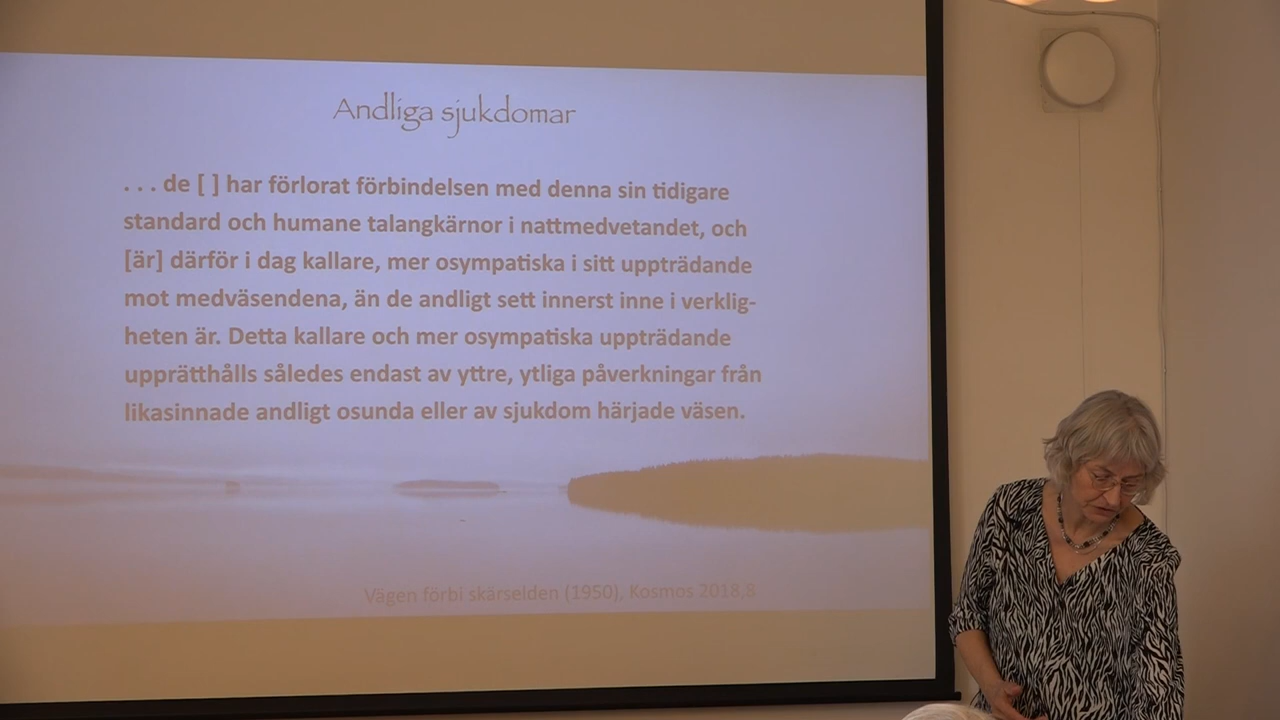 Andliga sjukdomar
. . . de [ ] har förlorat förbindelsen med denna sin tidigare
standard och humane talangkärnor i nattmedvetandet, och
[är] därför i dag kallare, mer osympatiska i sitt uppträdande
mot medväsendena, än de andligt sett innerst inne i verklig-
heten är. Detta kallare och mer osympatiska uppträdande
upprätthålls således endast av yttre, ytliga påverkningar från
likasinnade andligt osunda eller av sjukdom härjade väsen.
Vägen förbi skärselden (1950), Kosmos 2018,8